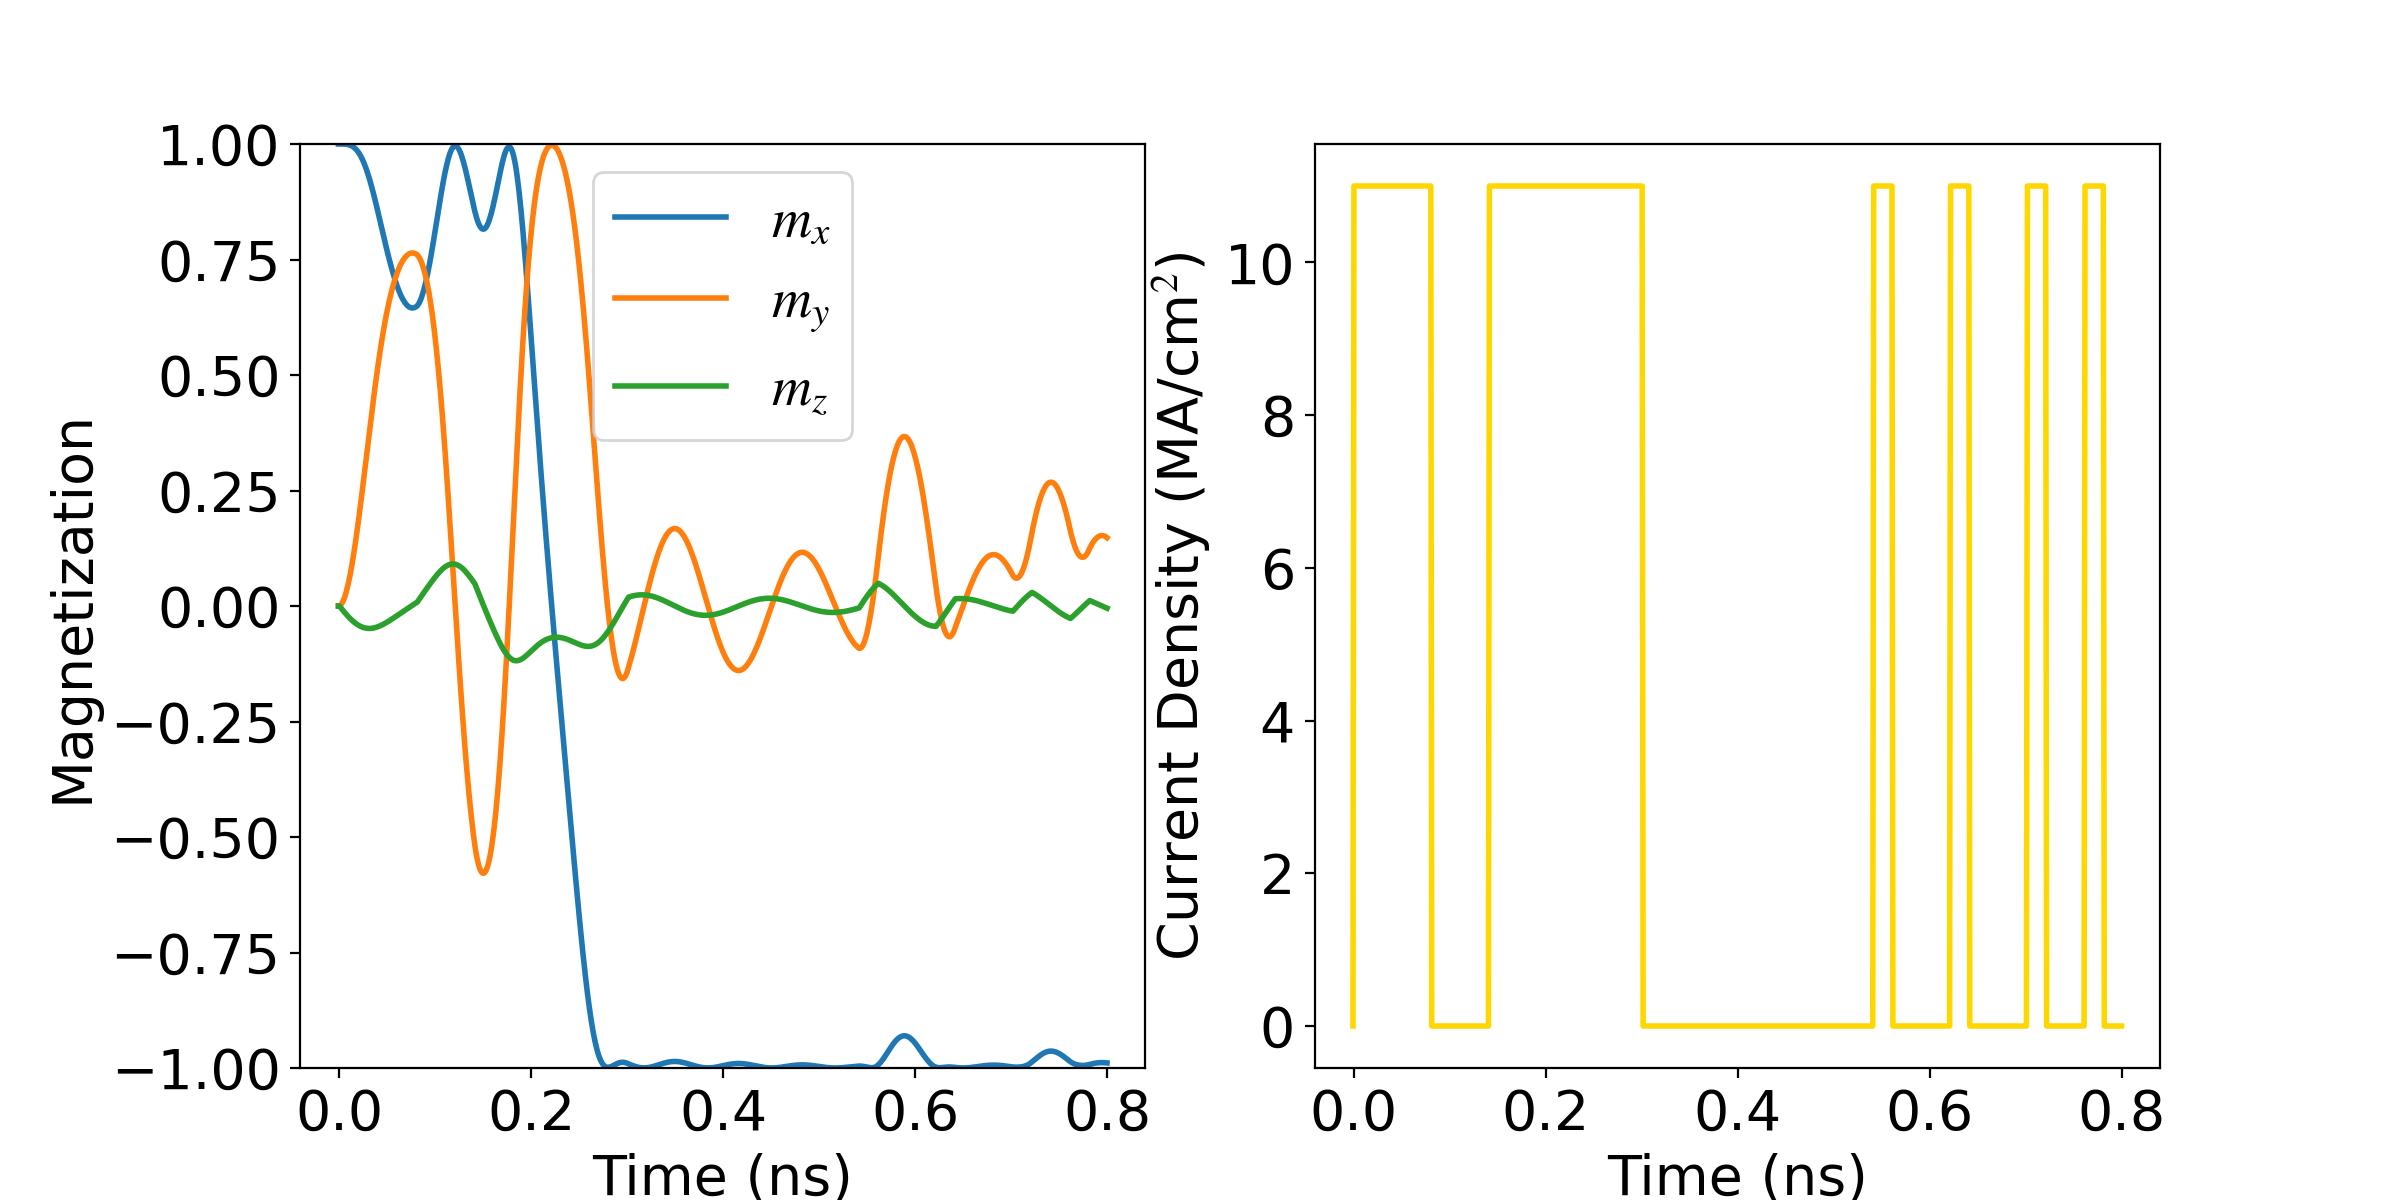 Magnetization
1.00
0.75
0.50
0.25
0.00
−0.25
−0.50
−0.75
−1.00
0.0 0.2 0.4 0.6 0.8
Time (ns)
m_x
m_y
m_z
Current Density (MA/cm²)
10
8
6
4
2
0
0.0 0.2 0.4 0.6 0.8
Time (ns)